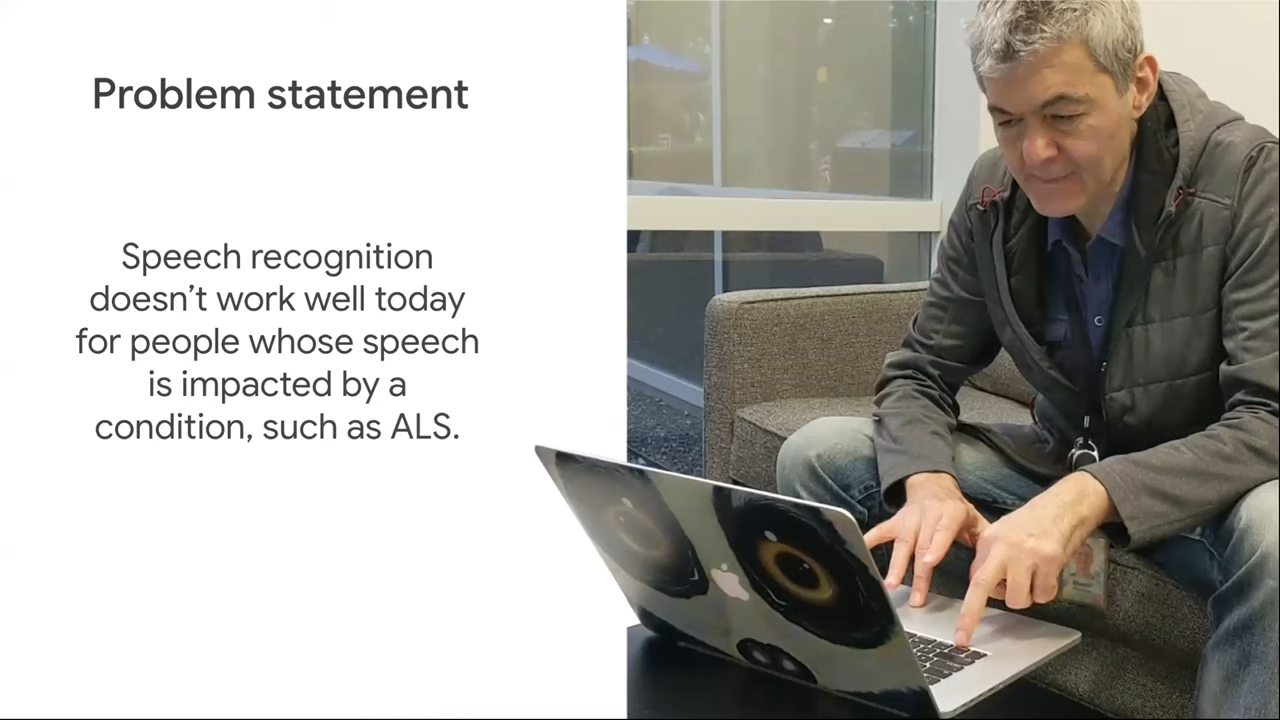 Problem statement
Speech recognition
doesn’t work well today
for people whose speech
is impacted by a
condition, such as ALS.